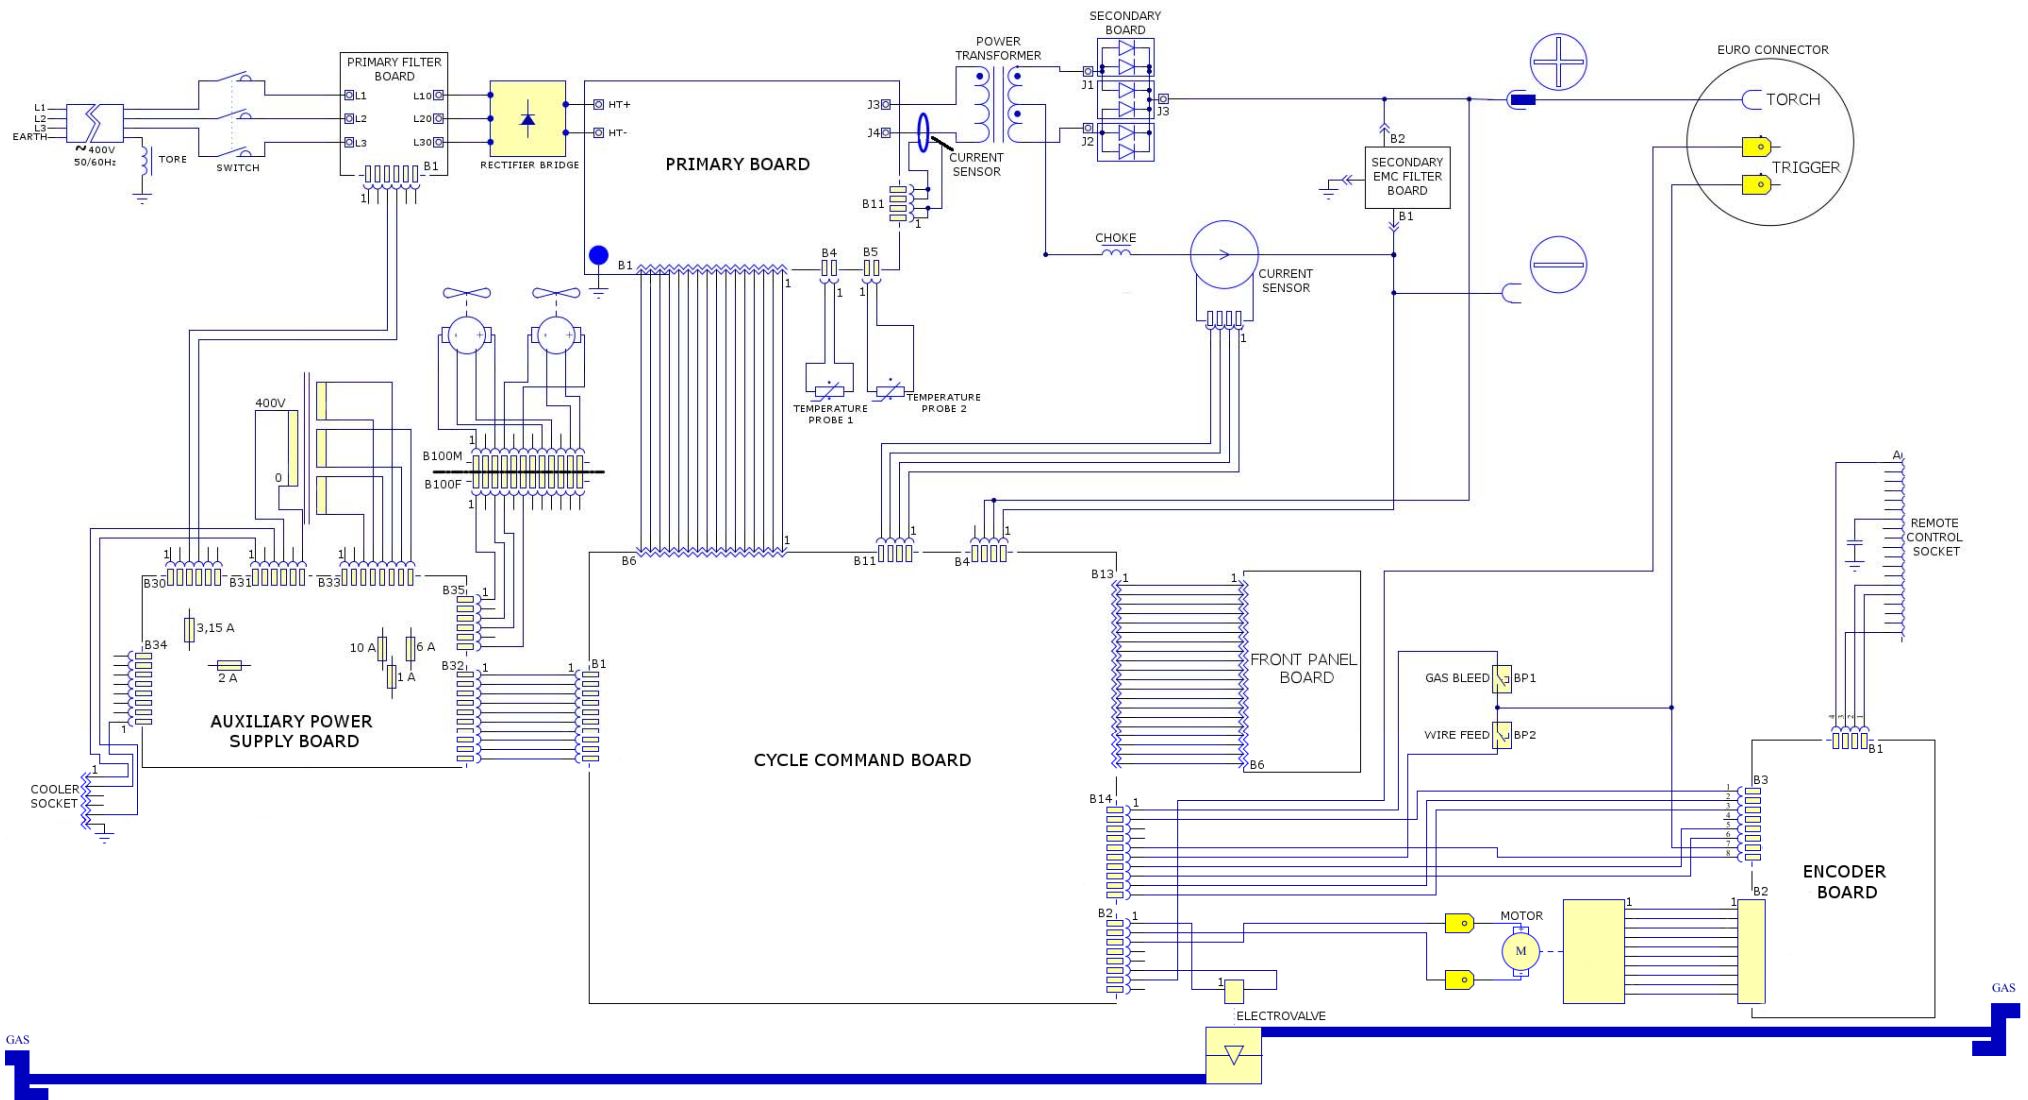 SECONDARY
BOARD
POWER
TRANSFORMER
EURO CONNECTOR
PRIMARY FILTER
BOARD
L1
L2
L3
EARTH
400V
50/60Hz
TORE
SWITCH
L1
L2
L3
L10
L20
L30
B1
1
RECTIFIER BRIDGE
HT+
HT-
PRIMARY BOARD
J3
J4
CURRENT
SENSOR
B11
1
J1
J2
J3
B2
SECONDARY
EMC FILTER
BOARD
B1
TORCH
TRIGGER
CHOKE
CURRENT
SENSOR
1
B1
1
B4
1
B5
1
TEMPERATURE
PROBE 1
TEMPERATURE
PROBE 2
- +
- +
400V
0
1
B100M
B100F
1
B30
1
B31
1
B33
1
B35
1
B34
1
3,15 A
2 A
10 A
6 A
1 A
B32
1
AUXILIARY POWER
SUPPLY BOARD
COOLER
SOCKET
1
B6
1
B11
1
B4
1
B1
1
CYCLE COMMAND BOARD
B13
1
1
FRONT PANEL
BOARD
B6
B14
1
B2
1
GAS BLEED
BP1
WIRE FEED
BP2
A
REMOTE
CONTROL
SOCKET
4 3 2 1
B1
B3
1
2
3
4
5
6
7
8
ENCODER
BOARD
B2
1
1
MOTOR
M
+
-
1
ELECTROVALVE
GAS
GAS